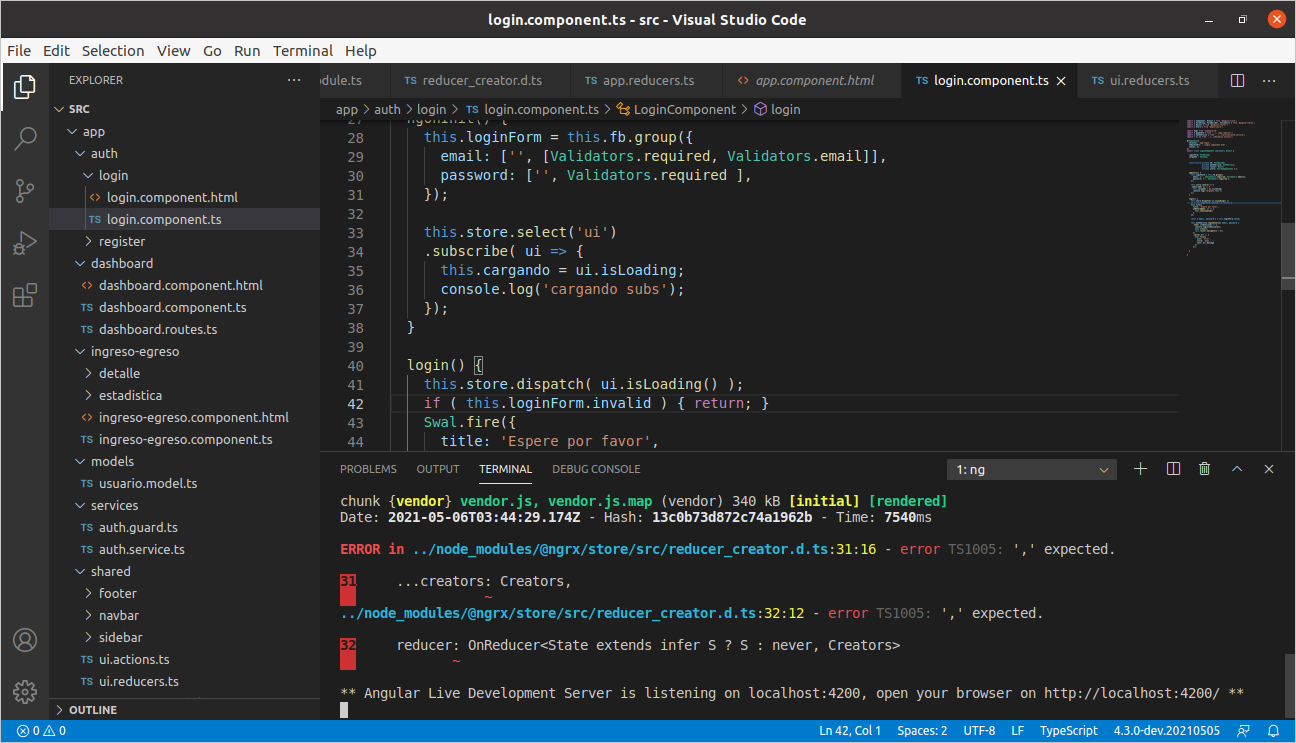 login.component.ts - src - Visual Studio Code
File Edit Selection View Go Run Terminal Help
EXPLORER
dule.ts
TS reducer_creator.d.ts
TS app.reducers.ts
<> app.component.html
TS login.component.ts
TS ui.reducers.ts
SRC
app > auth > login > TS login.component.ts > LoginComponent > login
app
auth
login
<> login.component.html
TS login.component.ts
register
dashboard
<> dashboard.component.html
TS dashboard.component.ts
TS dashboard.routes.ts
ingreso-egreso
detalle
estadistica
<> ingreso-egreso.component.html
TS ingreso-egreso.component.ts
models
TS usuario.model.ts
services
TS auth.guard.ts
TS auth.service.ts
shared
footer
navbar
sidebar
TS ui.actions.ts
TS ui.reducers.ts
OUTLINE
27 ngOnInit() {
28 this.loginForm = this.fb.group({
29 email: ['', [Validators.required, Validators.email]],
30 password: ['', Validators.required ],
31 });
32
33 this.store.select('ui')
34 .subscribe( ui => {
35 this.cargando = ui.isLoading;
36 console.log('cargando subs');
37 });
38 }
39
40 login() {
41 this.store.dispatch( ui.isLoading() );
42 if ( this.loginForm.invalid ) { return; }
43 Swal.fire({
44 title: 'Espere por favor',
PROBLEMS OUTPUT TERMINAL DEBUG CONSOLE
1: ng
chunk {vendor} vendor.js, vendor.js.map (vendor) 340 kB [initial] [rendered]
Date: 2021-05-06T03:44:29.174Z - Hash: 13c0b73d872c74a1962b - Time: 7540ms
ERROR in ../node_modules/@ngrx/store/src/reducer_creator.d.ts:31:16 - error TS1005: ',' expected.
31 ...creators: Creators,
~
../node_modules/@ngrx/store/src/reducer_creator.d.ts:32:12 - error TS1005: ',' expected.
32 reducer: OnReducer<State extends infer S ? S : never, Creators>
~
** Angular Live Development Server is listening on localhost:4200, open your browser on http://localhost:4200/ **
0 0
Ln 42, Col 1 Spaces: 2 UTF-8 LF TypeScript 4.3.0-dev.20210505